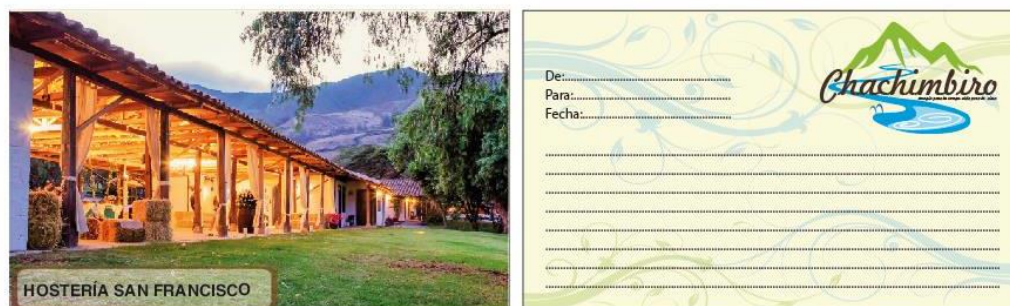 HOSTERÍA SAN FRANCISCO
De:
Para:
Fecha:
Chachimbiro